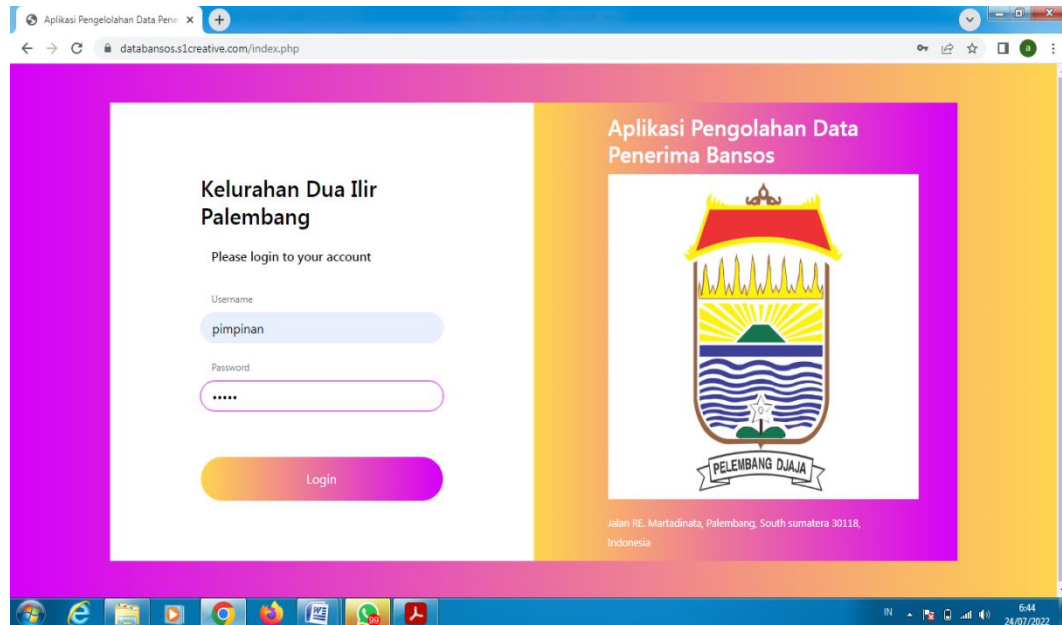 Aplikasi Pengelolahan Data Pene
databansos.s1creative.com/index.php
a
Kelurahan Dua Ilir
Palembang
Please login to your account
Username
pimpinan
Password
•••••
Login
Aplikasi Pengolahan Data
Penerima Bansos
PELEMBANG DJAJA
Jalan RE. Martadinata, Palembang, South sumatera 30118,
Indonesia
99
IN
6:44
24/07/2022